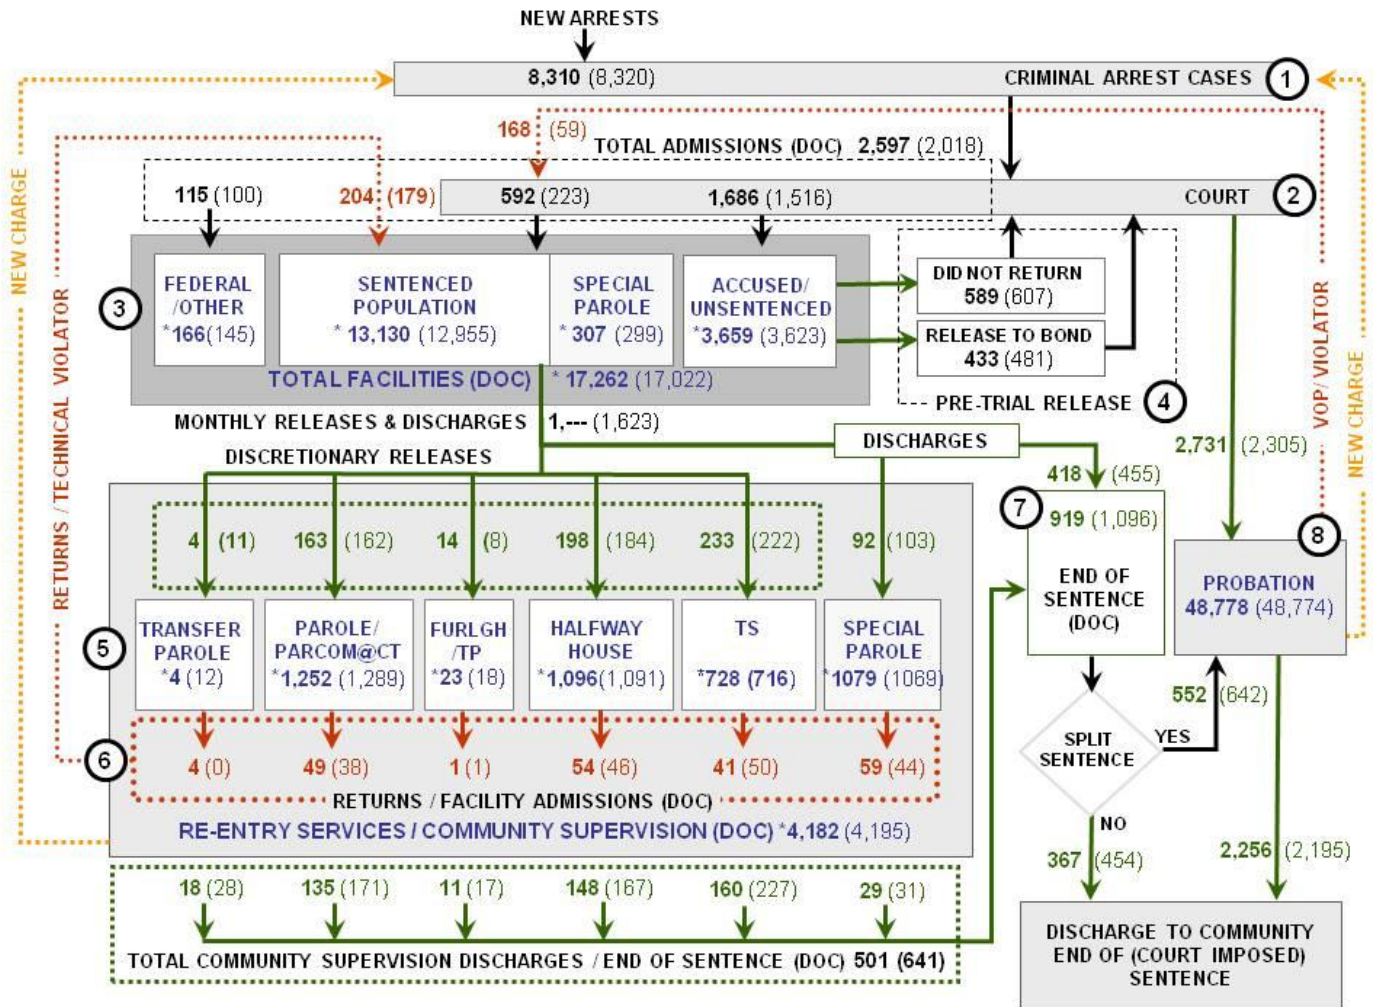 NEW ARRESTS
8,310 (8,320)
CRIMINAL ARREST CASES
1
168 (59)
TOTAL ADMISSIONS (DOC) 2,597 (2,018)
115 (100)
204 (179)
592 (223)
1,686 (1,516)
COURT
2
NEW CHARGE
RETURNS / TECHNICAL VIOLATOR
3
FEDERAL
/OTHER
*166(145)
SENTENCED
POPULATION
* 13,130 (12,955)
SPECIAL
PAROLE
* 307 (299)
ACCUSED/
UNSENTENCED
*3,659 (3,623)
TOTAL FACILITIES (DOC) * 17,262 (17,022)
DID NOT RETURN
589 (607)
RELEASE TO BOND
433 (481)
PRE-TRIAL RELEASE
4
VOP/ VIOLATOR
NEW CHARGE
MONTHLY RELEASES & DISCHARGES 1,--- (1,623)
DISCRETIONARY RELEASES
DISCHARGES
2,731 (2,305)
418 (455)
7
919 (1,096)
END OF
SENTENCE
(DOC)
8
PROBATION
48,778 (48,774)
4 (11)
163 (162)
14 (8)
198 (184)
233 (222)
92 (103)
5
TRANSFER
PAROLE
*4 (12)
PAROLE/
PARCOM@CT
*1,252 (1,289)
FURLGH
/TP
*23 (18)
HALFWAY
HOUSE
*1,096(1,091)
TS
*728 (716)
SPECIAL
PAROLE
*1079 (1069)
6
4 (0)
49 (38)
1 (1)
54 (46)
41 (50)
59 (44)
RETURNS / FACILITY ADMISSIONS (DOC)
RE-ENTRY SERVICES / COMMUNITY SUPERVISION (DOC) *4,182 (4,195)
552 (642)
SPLIT
SENTENCE
YES
NO
367 (454)
2,256 (2,195)
18 (28)
135 (171)
11 (17)
148 (167)
160 (227)
29 (31)
TOTAL COMMUNITY SUPERVISION DISCHARGES / END OF SENTENCE (DOC) 501 (641)
DISCHARGE TO COMMUNITY
END OF (COURT IMPOSED)
SENTENCE